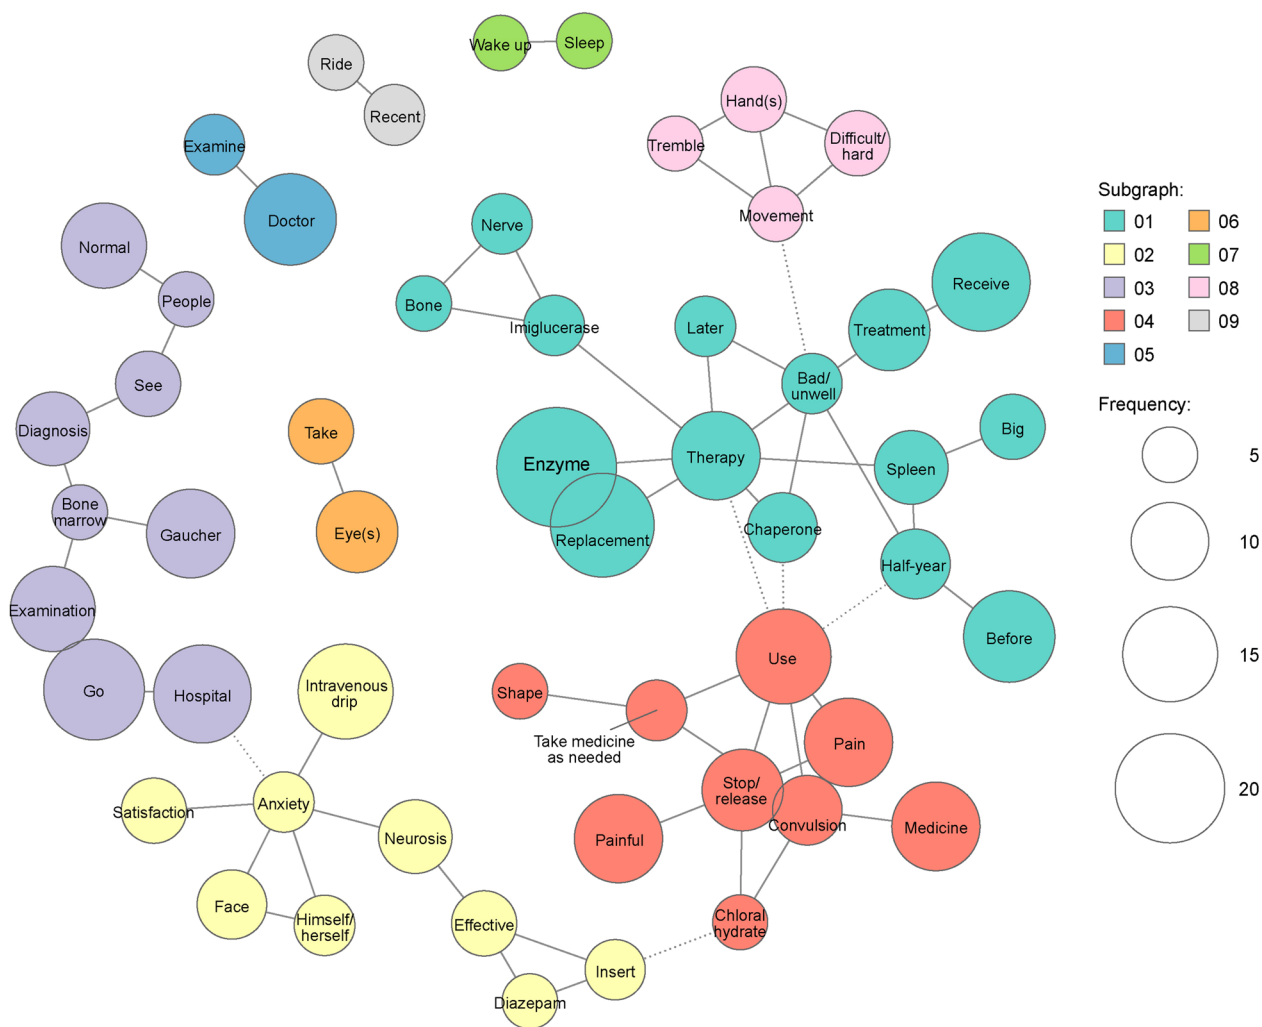 Wake up
Sleep
Ride
Recent
Hand(s)
Tremble
Difficult/
hard
Movement
Examine
Doctor
Normal
People
See
Diagnosis
Bone
marrow
Gaucher
Examination
Go
Hospital
Nerve
Bone
Imiglucerase
Later
Bad/
unwell
Treatment
Receive
Take
Eye(s)
Enzyme
Replacement
Therapy
Chaperone
Spleen
Big
Half-year
Before
Use
Shape
Take medicine
as needed
Pain
Stop/
release
Convulsion
Painful
Medicine
Chloral
hydrate
Intravenous
drip
Satisfaction
Anxiety
Neurosis
Face
Himself/
herself
Effective
Insert
Diazepam
Subgraph:
01
06
02
07
03
08
04
09
05
Frequency:
5
10
15
20